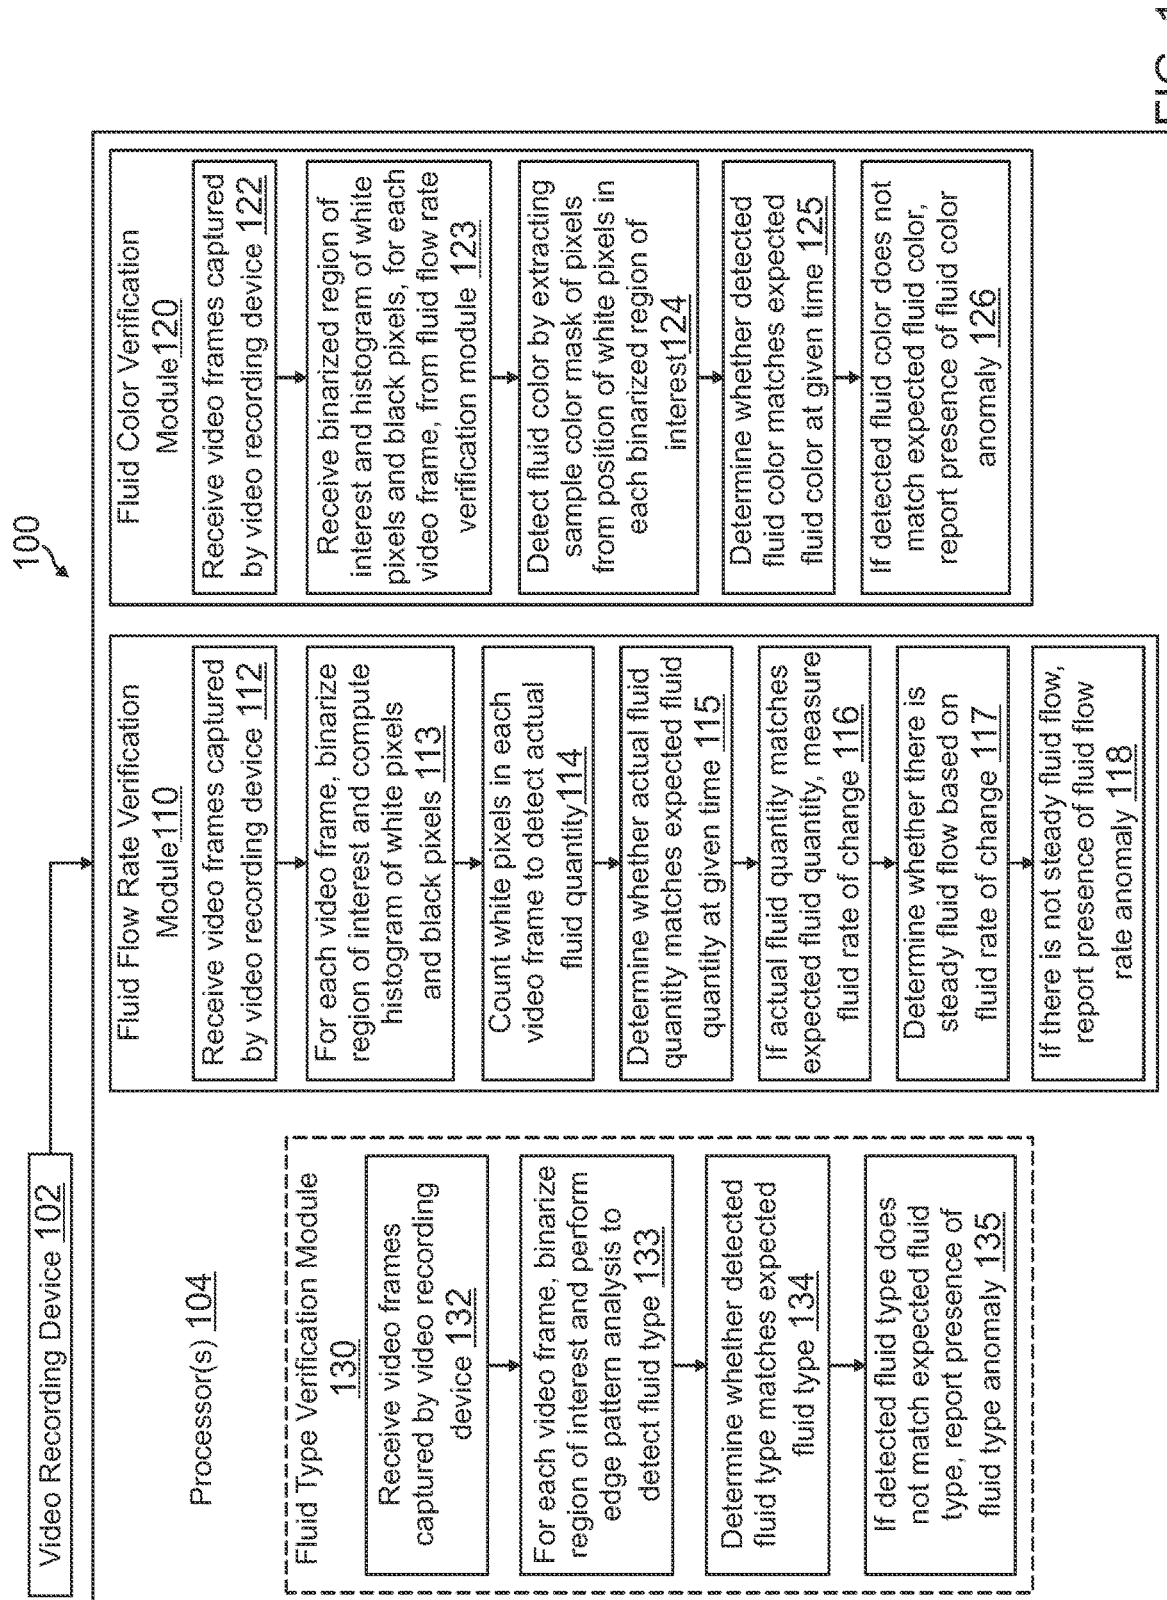 100
Video Recording Device 102
Processor(s) 104
Fluid Type Verification Module
130
Receive video frames
captured by video recording
device 132
For each video frame, binarize
region of interest and perform
edge pattern analysis to
detect fluid type 133
Determine whether detected
fluid type matches expected
fluid type 134
If detected fluid type does
not match expected fluid
type, report presence of
fluid type anomaly 135
Fluid Flow Rate Verification
Module110
Receive video frames captured
by video recording device 112
For each video frame, binarize
region of interest and compute
histogram of white pixels
and black pixels 113
Count white pixels in each
video frame to detect actual
fluid quantity114
Determine whether actual fluid
quantity matches expected fluid
quantity at given time 115
If actual fluid quantity matches
expected fluid quantity, measure
fluid rate of change 116
Determine whether there is
steady fluid flow based on
fluid rate of change 117
If there is not steady fluid flow,
report presence of fluid flow
rate anomaly 118
Fluid Color Verification
Module120
Receive video frames captured
by video recording device 122
Receive binarized region of
interest and histogram of white
pixels and black pixels, for each
video frame, from fluid flow rate
verification module 123
Detect fluid color by extracting
sample color mask of pixels
from position of white pixels in
each binarized region of
interest124
Determine whether detected
fluid color matches expected
fluid color at given time 125
If detected fluid color does not
match expected fluid color,
report presence of fluid color
anomaly 126